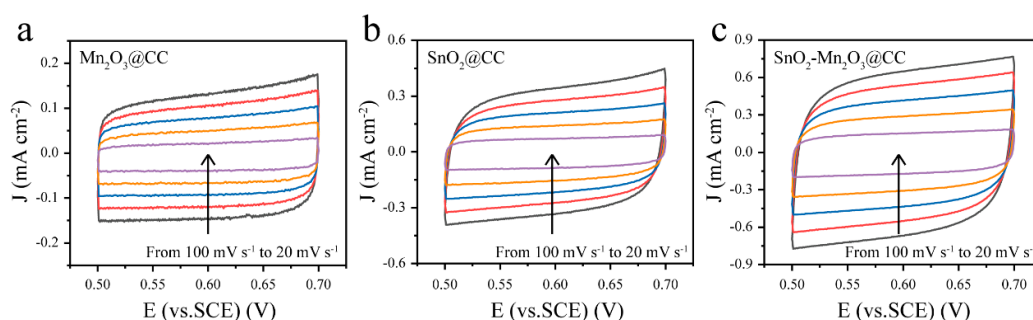 a
Mn₂O₃@CC
J (mA cm⁻²)
0.2
0.1
0.0
-0.1
-0.2
From 100 mV s⁻¹ to 20 mV s⁻¹
0.50 0.55 0.60 0.65 0.70
E (vs.SCE) (V)
b
SnO₂@CC
J (mA cm⁻²)
0.6
0.3
0.0
-0.3
-0.6
From 100 mV s⁻¹ to 20 mV s⁻¹
0.50 0.55 0.60 0.65 0.70
E (vs.SCE) (V)
c
SnO₂-Mn₂O₃@CC
J (mA cm⁻²)
0.9
0.6
0.3
0.0
-0.3
-0.6
-0.9
From 100 mV s⁻¹ to 20 mV s⁻¹
0.50 0.55 0.60 0.65 0.70
E (vs.SCE) (V)